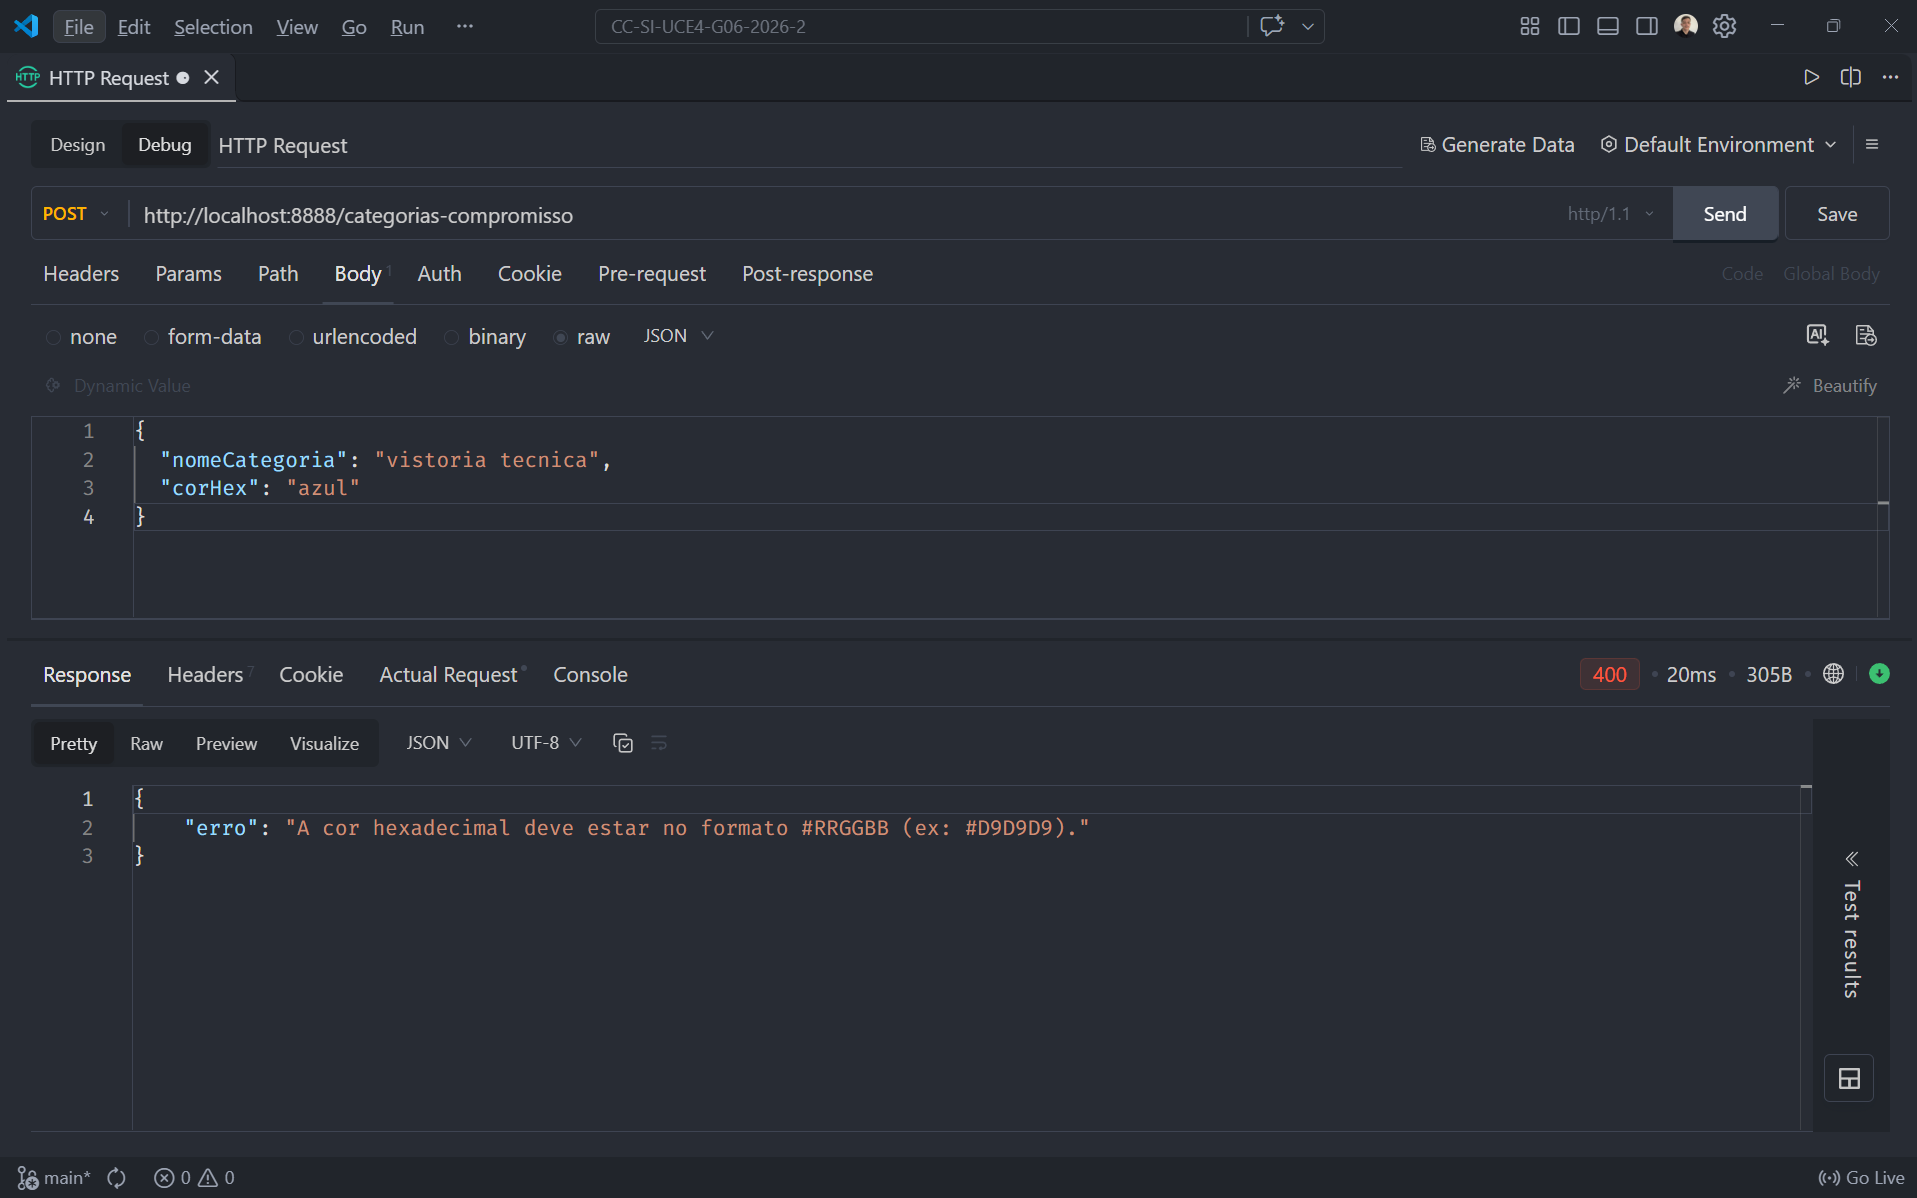 File Edit Selection View Go Run ··· CC-SI-UCE4-G06-2026-2
HTTP HTTP Request
Design Debug HTTP Request Generate Data Default Environment
POST http://localhost:8888/categorias-compromisso http/1.1 Send Save
Headers Params Path Body 1 Auth Cookie Pre-request Post-response Code Global Body
none form-data urlencoded binary raw JSON AI
Dynamic Value Beautify
1 {
2 "nomeCategoria": "vistoria tecnica",
3 "corHex": "azul"
4 }
Response Headers 7 Cookie Actual Request Console 400 20ms 305B
Pretty Raw Preview Visualize JSON UTF-8
1 {
2 "erro": "A cor hexadecimal deve estar no formato #RRGGBB (ex: #D9D9D9)."
3 }
Test results
main* 0 0 Go Live